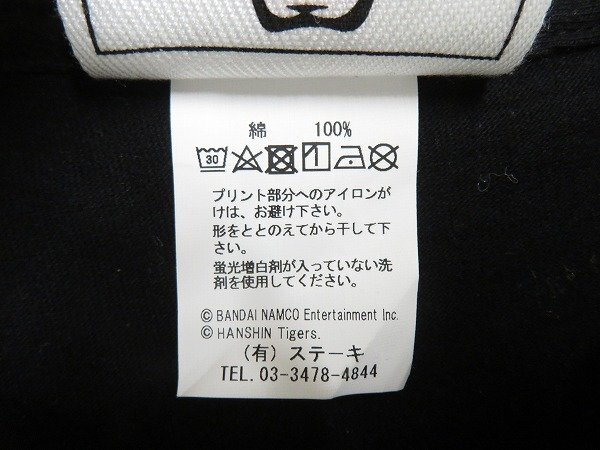 綿 100%
30
プリント部分へのアイロンが
けは、お避け下さい。
形をととのえてから干して下
さい。
蛍光増白剤が入っていない洗
剤を使用してください。
© BANDAI NAMCO Entertainment Inc.
© HANSHIN Tigers.
(有)ステーキ
TEL. 03-3478-4844